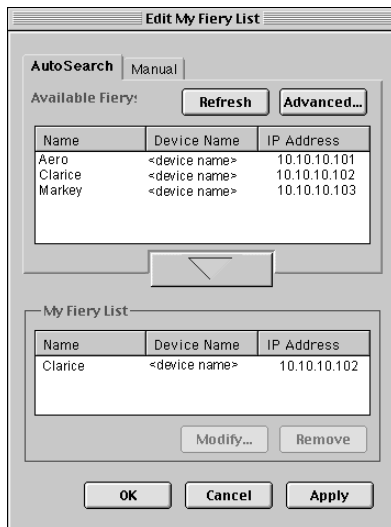 Edit My Fiery List
AutoSearch Manual
Available Fiery:
Refresh Advanced...
Name Device Name IP Address
Aero <device name> 10.10.10.101
Clarice <device name> 10.10.10.102
Markey <device name> 10.10.10.103
My Fiery List
Name Device Name IP Address
Clarice <device name> 10.10.10.102
Modify... Remove
OK Cancel Apply